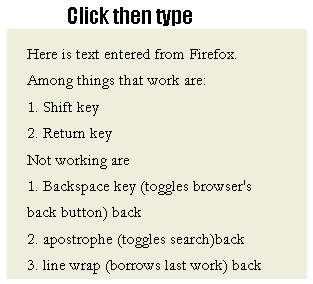 Click then type
Here is text entered from Firefox.
Among things that work are:
1. Shift key
2. Return key
Not working are
1. Backspace key (toggles browser's
back button) back
2. apostrophe (toggles search)back
3. line wrap (borrows last work) back